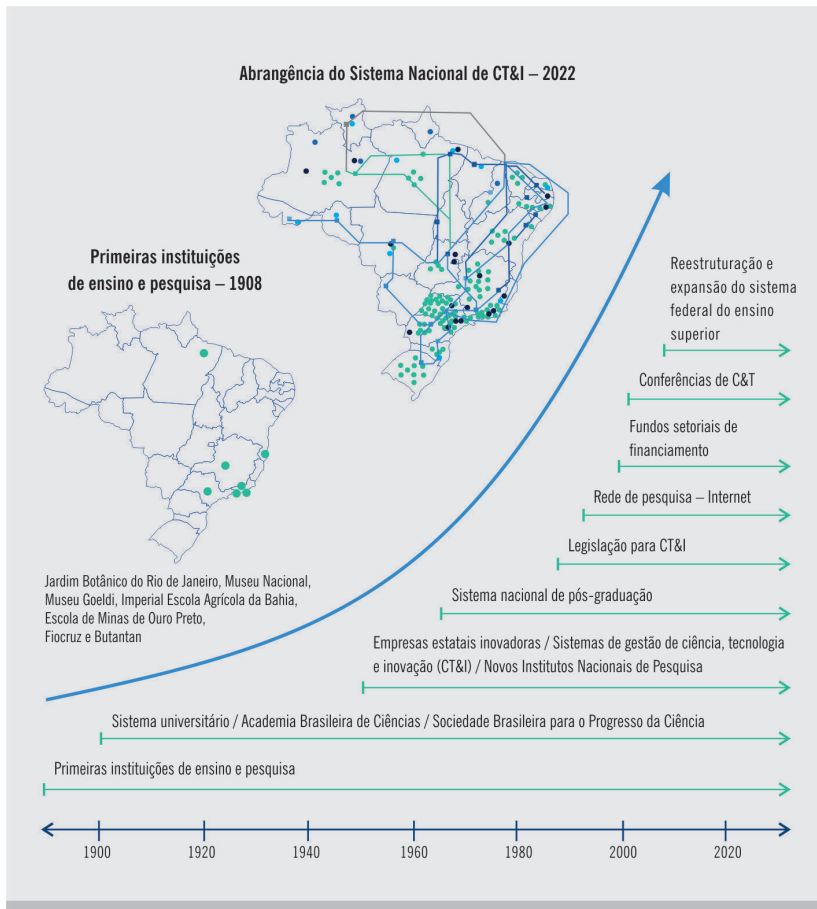 Abrangência do Sistema Nacional de CT&I – 2022
Primeiras instituições
de ensino e pesquisa – 1908
Jardim Botânico do Rio de Janeiro, Museu Nacional,
Museu Goeldi, Imperial Escola Agrícola da Bahia,
Escola de Minas de Ouro Preto,
Fiocruz e Butantan
Reestruturação e
expansão do sistema
federal do ensino
superior
Conferências de C&T
Fundos setoriais de
financiamento
Rede de pesquisa – Internet
Legislação para CT&I
Sistema nacional de pós-graduação
Empresas estatais inovadoras / Sistemas de gestão de ciência, tecnologia
e inovação (CT&I) / Novos Institutos Nacionais de Pesquisa
Sistema universitário / Academia Brasileira de Ciências / Sociedade Brasileira para o Progresso da Ciência
Primeiras instituições de ensino e pesquisa
1900 1920 1940 1960 1980 2000 2020